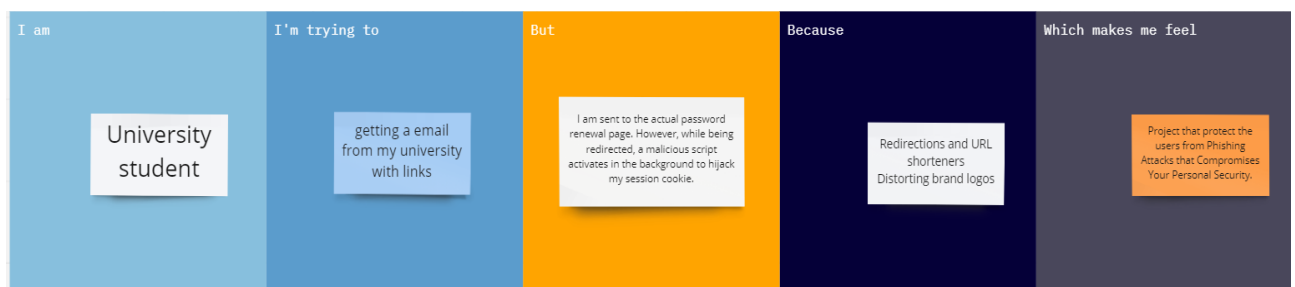 I am
I'm trying to
But
Because
Which makes me feel
University
student
getting a email
from my university
with links
I am sent to the actual password
renewal page. However, while being
redirected, a malicious script
activates in the background to hijack
my session cookie.
Redirections and URL
shorteners
Distorting brand logos
Project that protect the
users from Phishing
Attacks that Compromises
Your Personal Security.